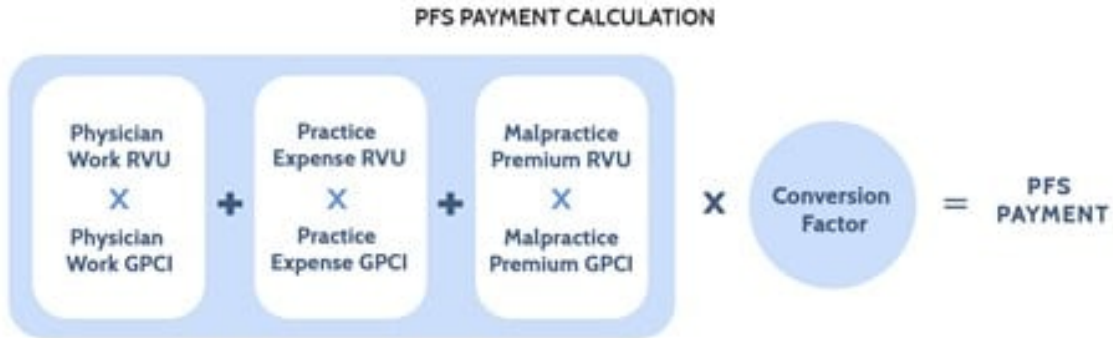 PFS PAYMENT CALCULATION
Physician
Work RVU
X
Physician
Work GPCI
+
Practice
Expense RVU
X
Practice
Expense GPCI
+
Malpractice
Premium RVU
X
Malpractice
Premium GPCI
X
Conversion
Factor
=
PFS
PAYMENT